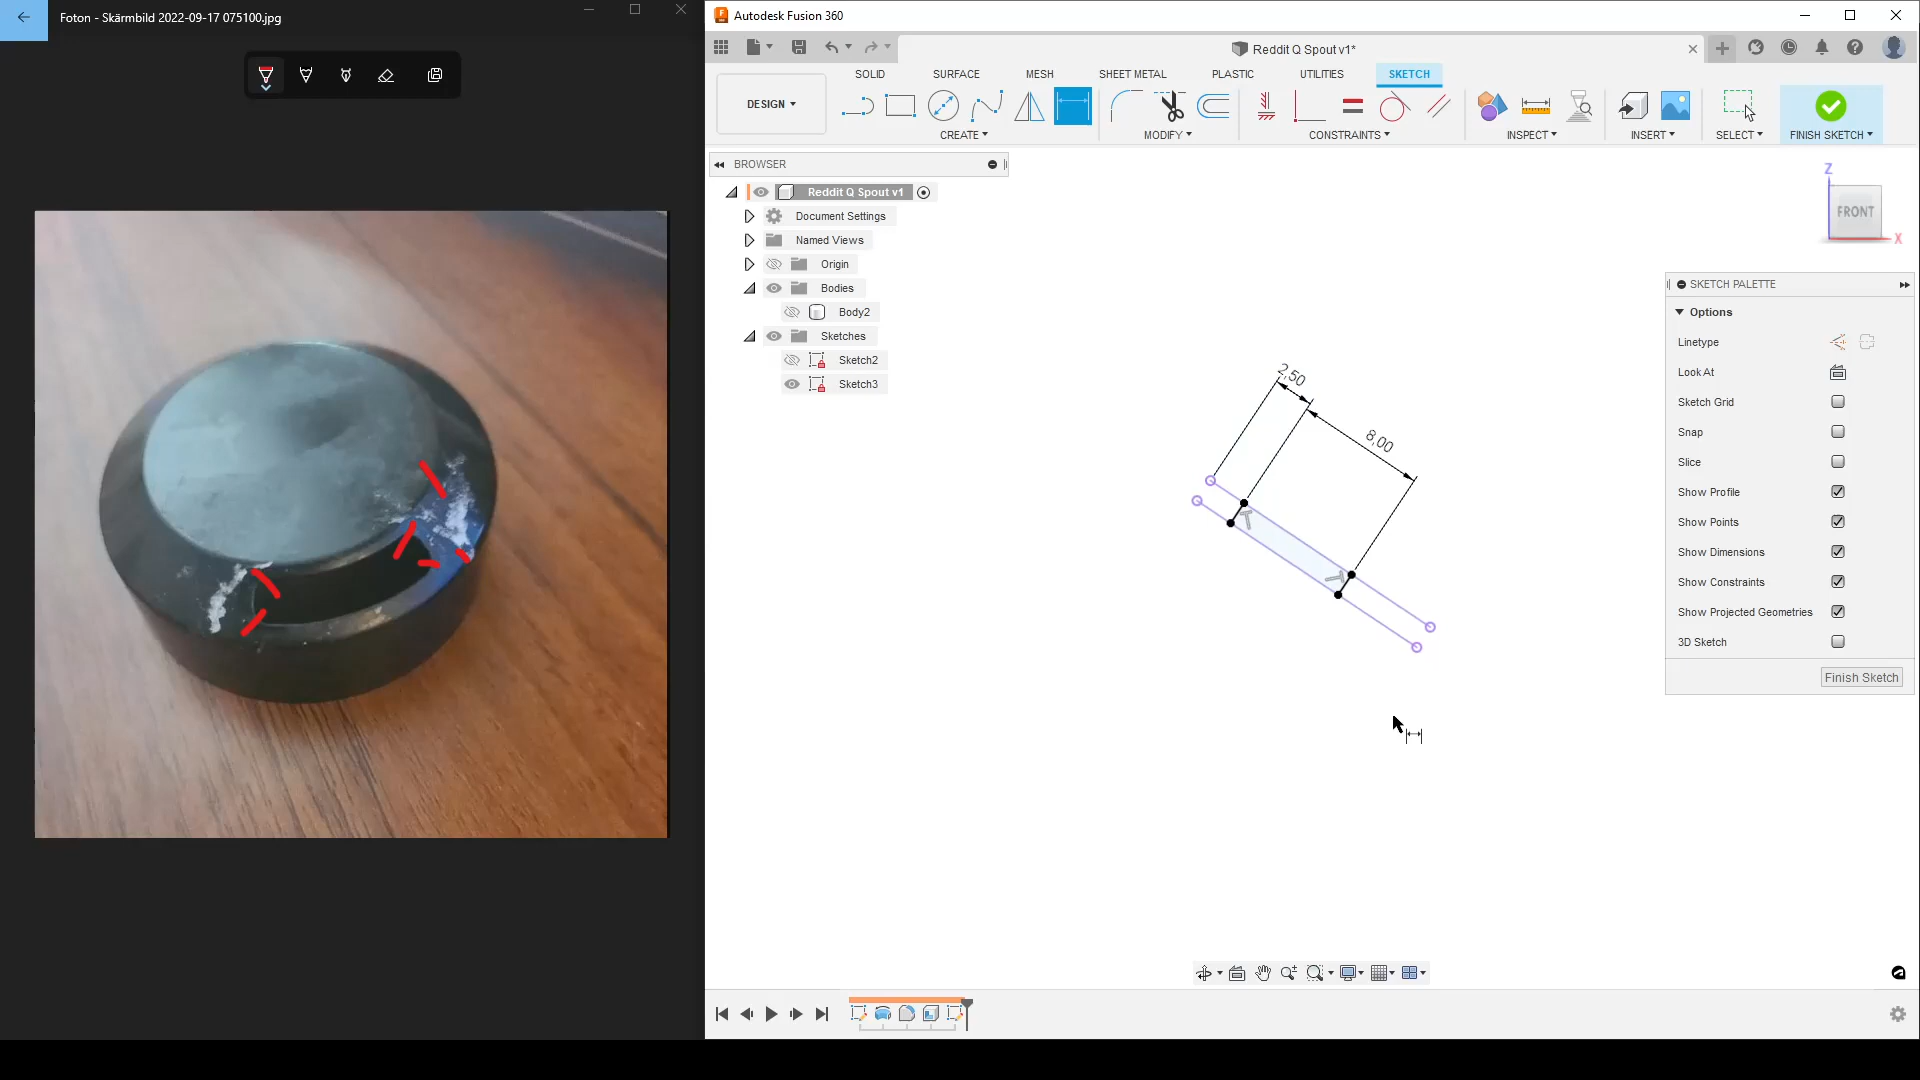 Foton - Skärmbild 2022-09-17 075100.jpg
Autodesk Fusion 360
Reddit Q Spout v1*
SOLID SURFACE MESH SHEET METAL PLASTIC UTILITIES SKETCH
DESIGN
CREATE MODIFY CONSTRAINTS INSPECT INSERT SELECT FINISH SKETCH
BROWSER
Reddit Q Spout v1
Document Settings
Named Views
Origin
Bodies
Body2
Sketches
Sketch2
Sketch3
Z
FRONT
X
2,50
8,00
SKETCH PALETTE
Options
Linetype
Look At
Sketch Grid
Snap
Slice
Show Profile
Show Points
Show Dimensions
Show Constraints
Show Projected Geometries
3D Sketch
Finish Sketch